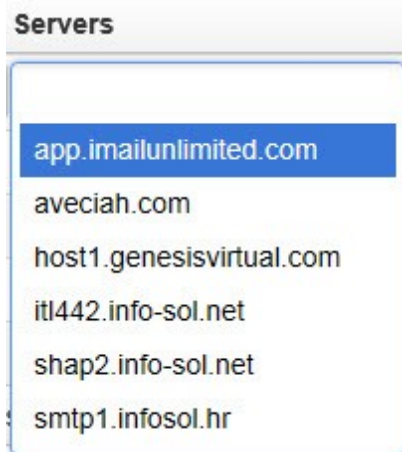 Servers
app.imailunlimited.com
aveciah.com
host1.genesisvirtual.com
itl442.info-sol.net
shap2.info-sol.net
smtp1.infosol.hr